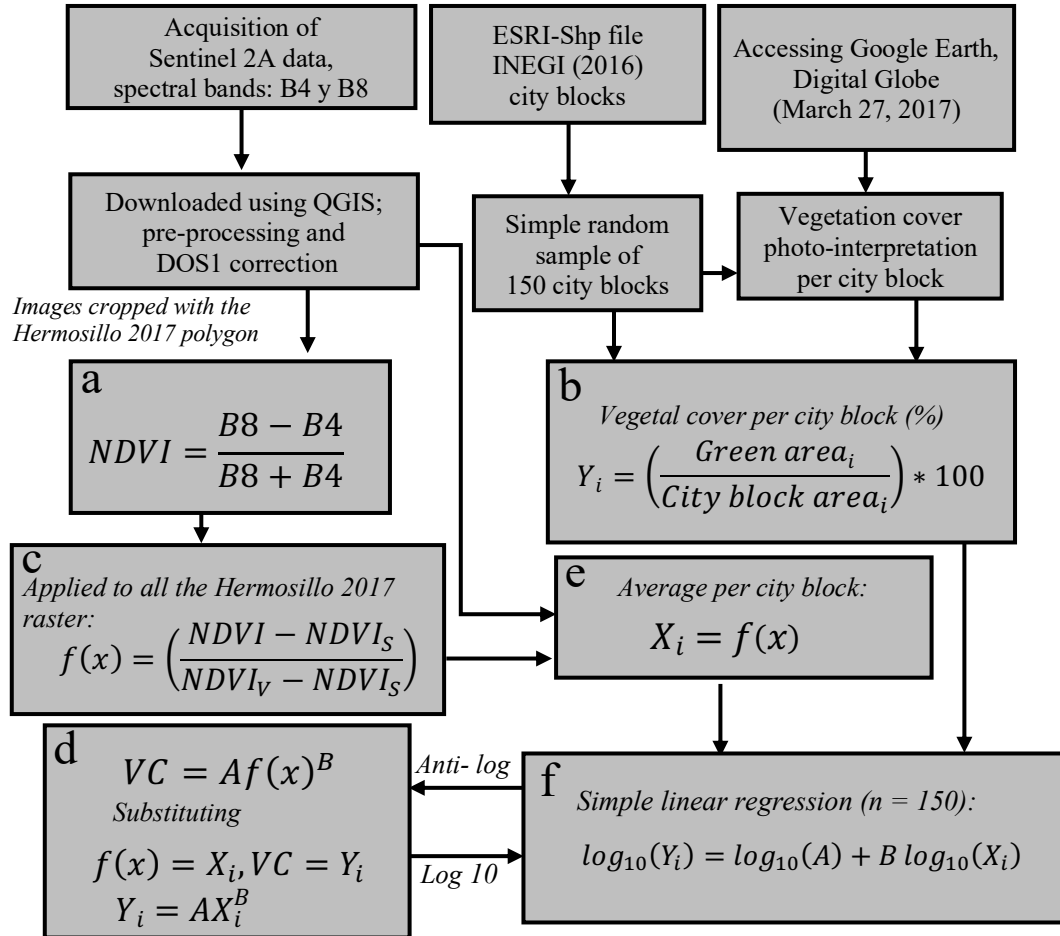 Acquisition of
Sentinel 2A data,
spectral bands: B4 y B8
ESRI-Shp file
INEGI (2016)
city blocks
Accessing Google Earth,
Digital Globe
(March 27, 2017)
Downloaded using QGIS;
pre-processing and
DOS1 correction
Simple random
sample of
150 city blocks
Vegetation cover
photo-interpretation
per city block
Images cropped with the
Hermosillo 2017 polygon
a
NDVI = (B8 − B4) / (B8 + B4)
b
Vegetal cover per city block (%)
Y_i = (Green area_i / City block area_i) * 100
c
Applied to all the Hermosillo 2017
raster:
f(x) = ((NDVI − NDVI_S) / (NDVI_V − NDVI_S))
e
Average per city block:
X_i = f(x)
d
VC = Af(x)^B
Substituting
f(x) = X_i, VC = Y_i
Y_i = AX_i^B
Anti- log
Log 10
f
Simple linear regression (n = 150):
log_10(Y_i) = log_10(A) + B log_10(X_i)